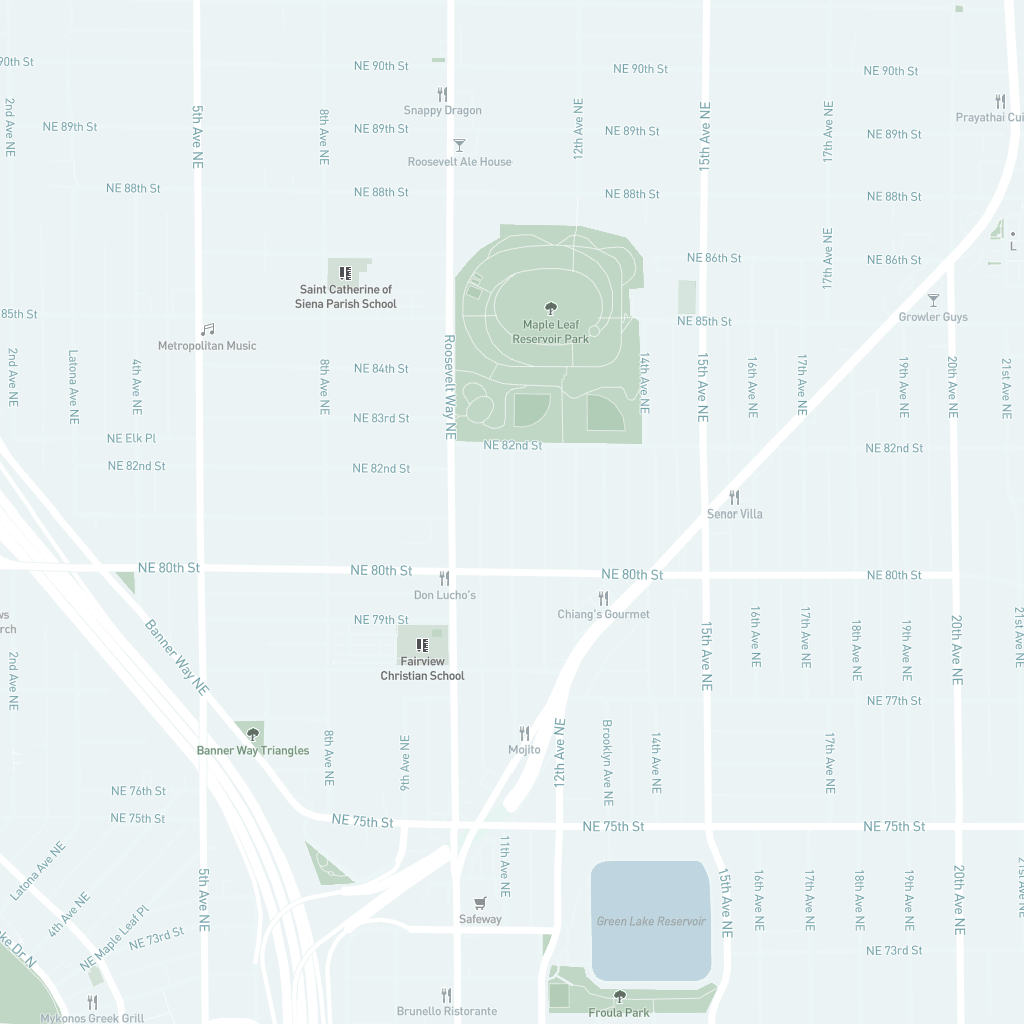 90th St
NE 90th St
NE 90th St
NE 90th St
2nd Ave NE
5th Ave NE
8th Ave NE
Snappy Dragon
12th Ave NE
15th Ave NE
17th Ave NE
Prayathai Cui
NE 89th St
NE 89th St
NE 89th St
NE 89th St
Roosevelt Ale House
NE 88th St
NE 88th St
NE 88th St
NE 88th St
17th Ave NE
L
NE 86th St
NE 86th St
Saint Catherine of
Siena Parish School
85th St
Metropolitan Music
Maple Leaf
Reservoir Park
NE 85th St
Growler Guys
2nd Ave NE
Latona Ave NE
4th Ave NE
8th Ave NE
NE 84th St
Roosevelt Way NE
14th Ave NE
15th Ave NE
16th Ave NE
17th Ave NE
19th Ave NE
20th Ave NE
21st Ave NE
NE 83rd St
NE Elk Pl
NE 82nd St
NE 82nd St
NE 82nd St
NE 82nd St
Senor Villa
NE 80th St
NE 80th St
NE 80th St
NE 80th St
Don Lucho's
Chiang's Gourmet
NE 79th St
ws
rch
Banner Way NE
2nd Ave NE
Fairview
Christian School
15th Ave NE
16th Ave NE
17th Ave NE
18th Ave NE
19th Ave NE
20th Ave NE
21st Ave NE
NE 77th St
Banner Way Triangles
8th Ave NE
9th Ave NE
Mojito
12th Ave NE
Brooklyn Ave NE
14th Ave NE
17th Ave NE
NE 76th St
NE 75th St
NE 75th St
NE 75th St
NE 75th St
Latona Ave NE
4th Ave NE
NE Maple Leaf Pl
NE 73rd St
5th Ave NE
11th Ave NE
Safeway
Green Lake Reservoir
15th Ave NE
16th Ave NE
17th Ave NE
18th Ave NE
19th Ave NE
20th Ave NE
21st Ave
NE 73rd St
ke Dr N
Mykonos Greek Grill
Brunello Ristorante
Froula Park